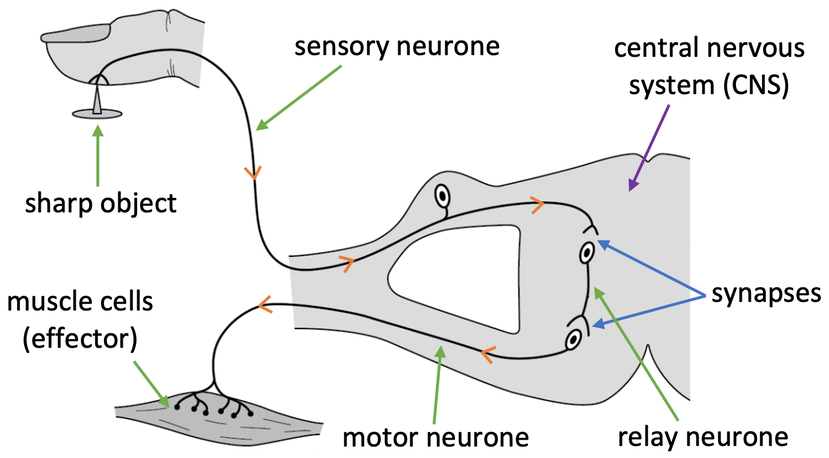 sensory neurone
central nervous
system (CNS)
sharp object
muscle cells
(effector)
synapses
motor neurone
relay neurone